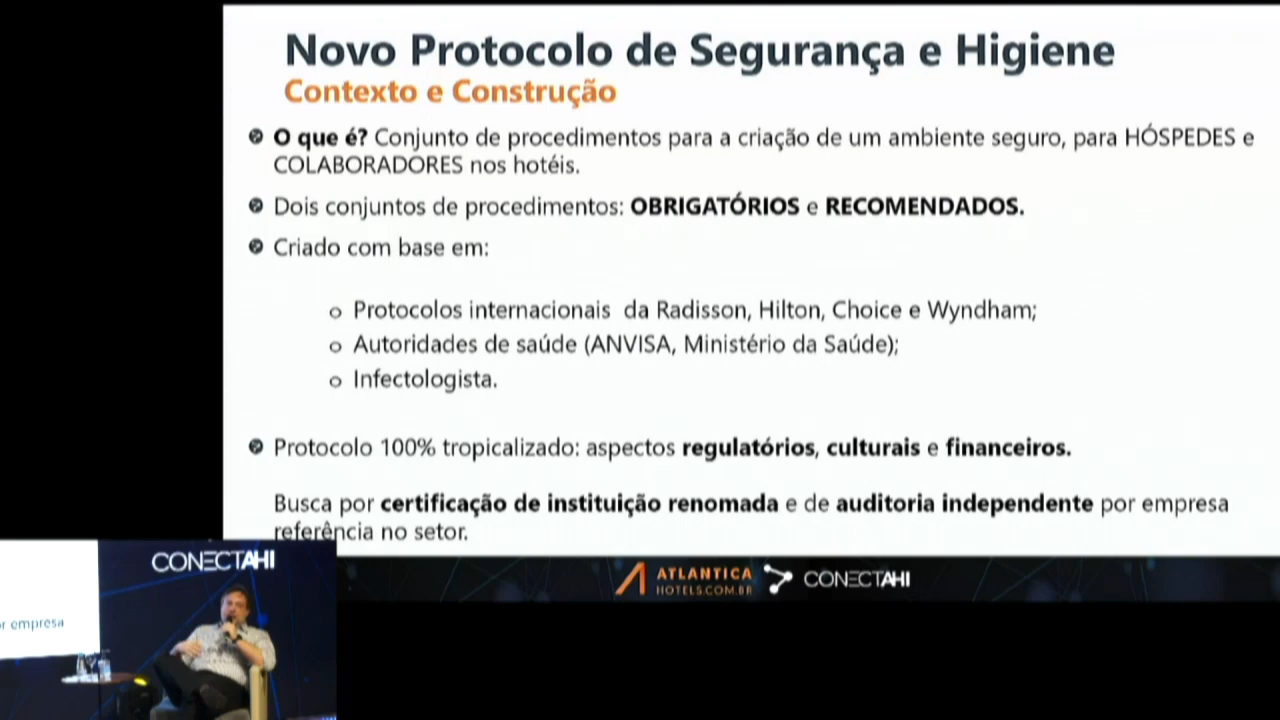 Novo Protocolo de Segurança e Higiene
Contexto e Construção
O que é? Conjunto de procedimentos para a criação de um ambiente seguro, para HÓSPEDES e
COLABORADORES nos hotéis.
Dois conjuntos de procedimentos: OBRIGATÓRIOS e RECOMENDADOS.
Criado com base em:
Protocolos internacionais da Radisson, Hilton, Choice e Wyndham;
Autoridades de saúde (ANVISA, Ministério da Saúde);
Infectologista.
Protocolo 100% tropicalizado: aspectos regulatórios, culturais e financeiros.
Busca por certificação de instituição renomada e de auditoria independente por empresa
referência no setor.
CONECTAHI
empresa
ATLANTICA
HOTELS.COM.BR
CONECTAHI